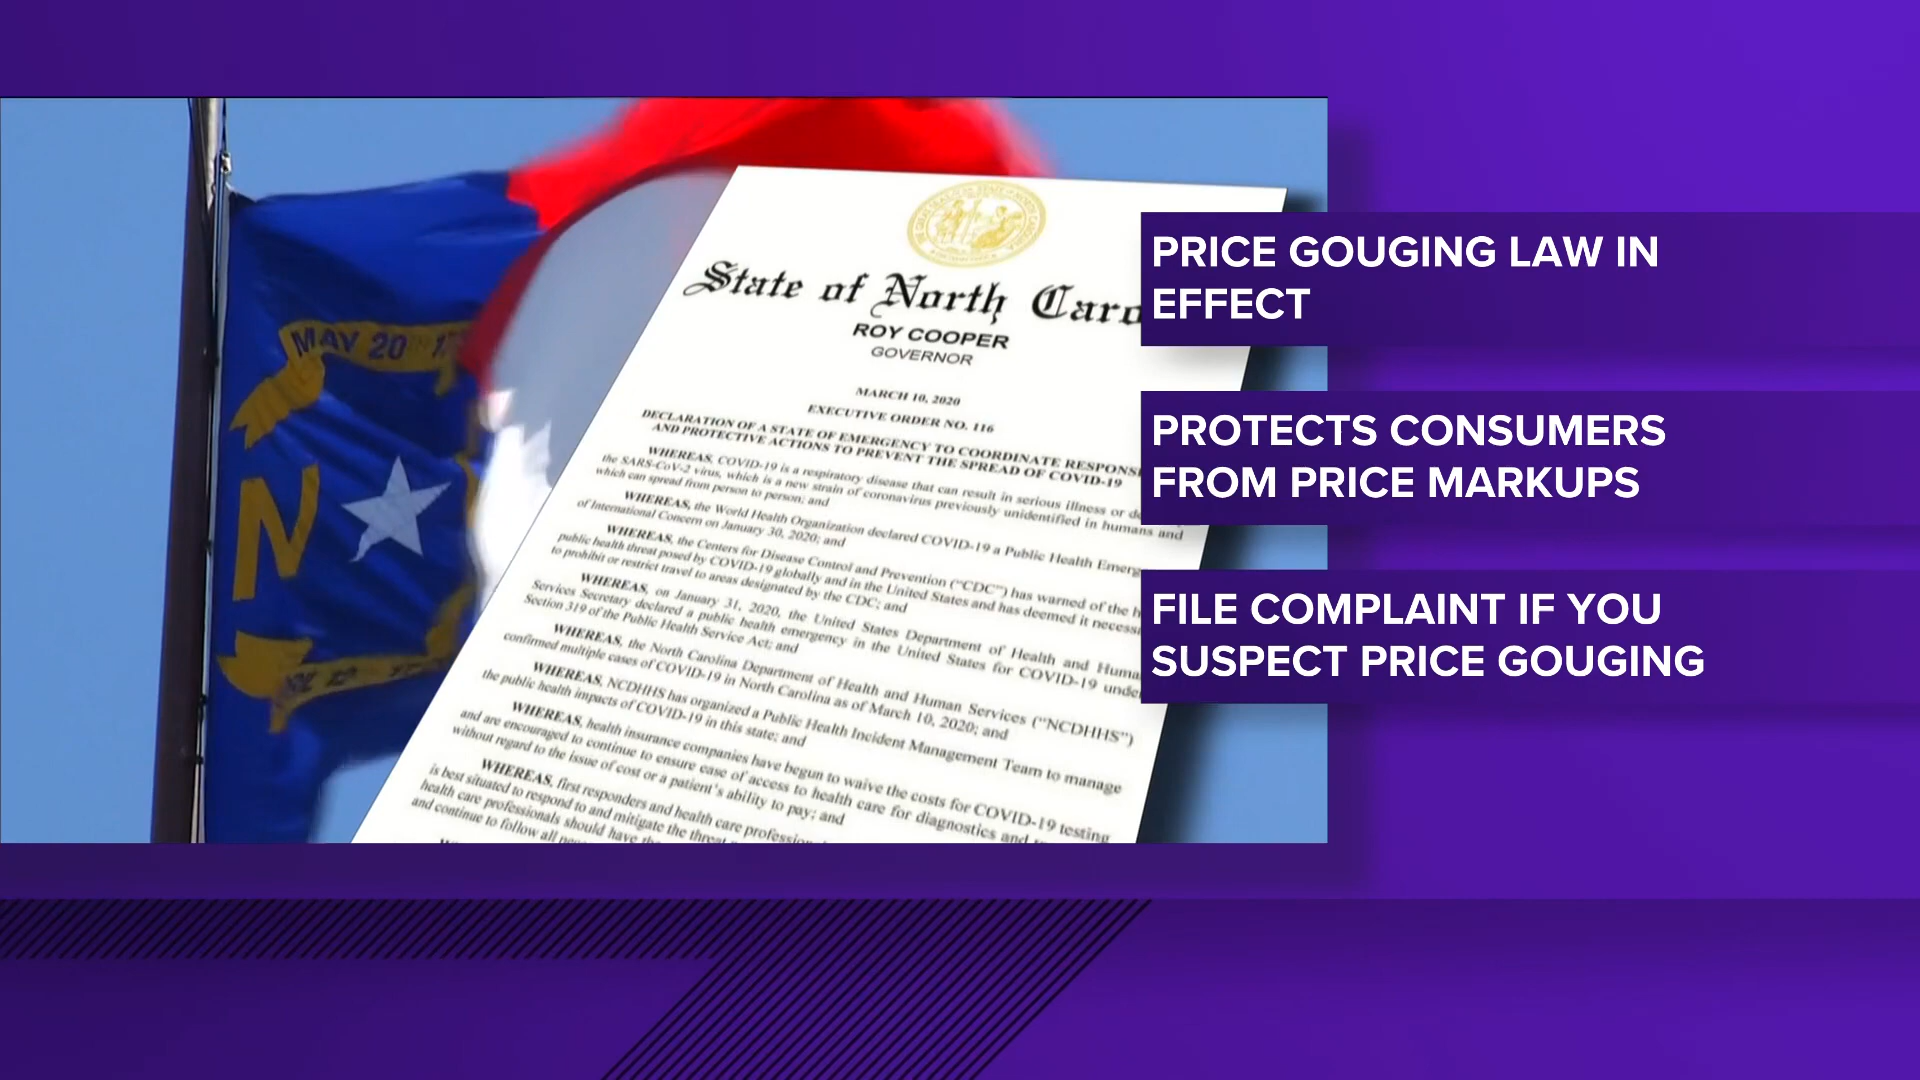 MAY 20
N
State of North Caro
ROY COOPER
GOVERNOR
MARCH 10, 2020
EXECUTIVE ORDER NO. 116
DECLARATION OF A STATE OF EMERGENCY TO COORDINATE RESPONS
AND PROTECTIVE ACTIONS TO PREVENT THE SPREAD OF COVID-19
WHEREAS, COVID-19 is a respiratory disease that can result in serious illness or de
the SARS-CoV-2 virus, which is a new strain of coronavirus previously unidentified in humans and
which can spread from person to person; and
WHEREAS, the World Health Organization declared COVID-19 a Public Health Emerg
of International Concern on January 30, 2020; and
WHEREAS, the Centers for Disease Control and Prevention ("CDC") has warned of the h
public health threat posed by COVID-19 globally and in the United States and has deemed it necess
to prohibit or restrict travel to areas designated by the CDC; and
WHEREAS, on January 31, 2020, the United States Department of Health and Human
Services Secretary declared a public health emergency in the United States for COVID-19 unde
Section 319 of the Public Health Service Act; and
WHEREAS, the North Carolina Department of Health and Human Services ("NCDHHS")
confirmed multiple cases of COVID-19 in North Carolina as of March 10, 2020; and
WHEREAS, NCDHHS has organized a Public Health Incident Management Team to manage
the public health impacts of COVID-19 in this state; and
WHEREAS, health insurance companies have begun to waive the costs for COVID-19 testing
and are encouraged to continue to ensure ease of access to health care for diagnostics and
without regard to the issue of cost or a patient's ability to pay; and
WHEREAS, first responders and health care profession
is best situated to respond to and mitigate the threat
health care professionals should have the
and continue to follow all
PRICE GOUGING LAW IN
EFFECT
PROTECTS CONSUMERS
FROM PRICE MARKUPS
FILE COMPLAINT IF YOU
SUSPECT PRICE GOUGING